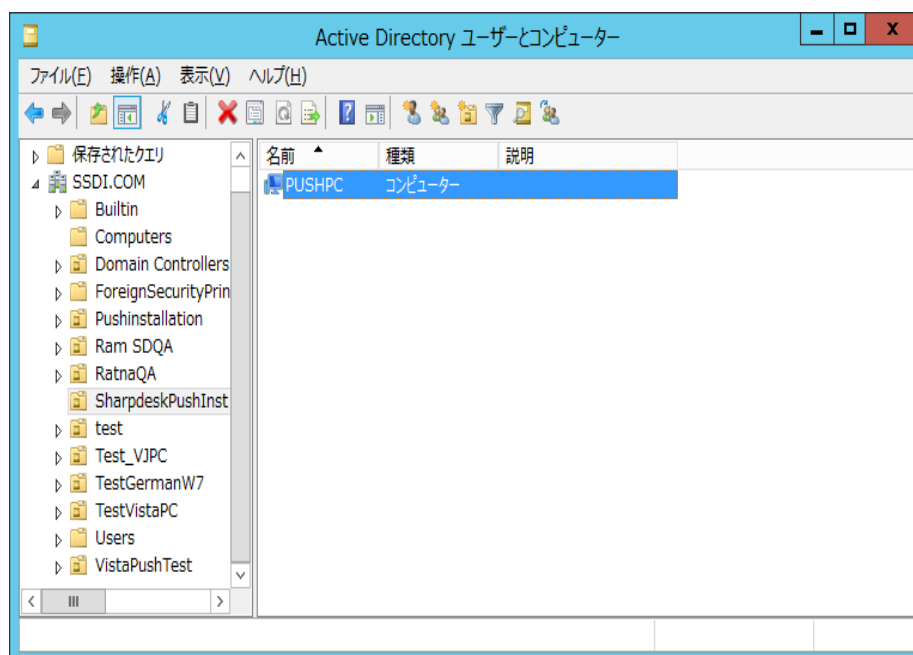 Active Directory ユーザーとコンピューター
ファイル(F) 操作(A) 表示(V) ヘルプ(H)
保存されたクエリ
SSDI.COM
Builtin
Computers
Domain Controllers
ForeignSecurityPrin
Pushinstallation
Ram SDQA
RatnaQA
SharpdeskPushInst
test
Test_VJPC
TestGermanW7
TestVistaPC
Users
VistaPushTest
名前 種類 説明
PUSHPC コンピューター